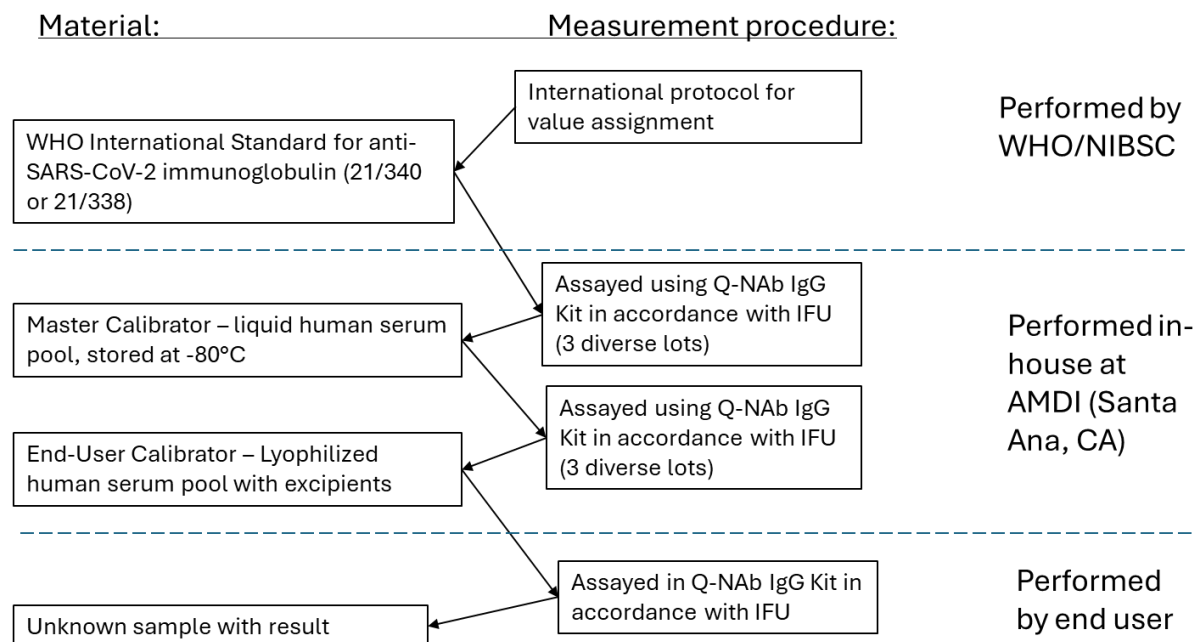 Material: Measurement procedure:
International protocol for
value assignment
Performed by
WHO/NIBSC
WHO International Standard for anti-
SARS-CoV-2 immunoglobulin (21/340
or 21/338)
Assayed using Q-NAb IgG
Kit in accordance with IFU
(3 diverse lots)
Master Calibrator – liquid human serum
pool, stored at -80°C
Performed in-
house at
AMDI (Santa
Ana, CA)
Assayed using Q-NAb IgG
Kit in accordance with IFU
(3 diverse lots)
End-User Calibrator – Lyophilized
human serum pool with excipients
Assayed in Q-NAb IgG Kit in
accordance with IFU
Performed
by end user
Unknown sample with result